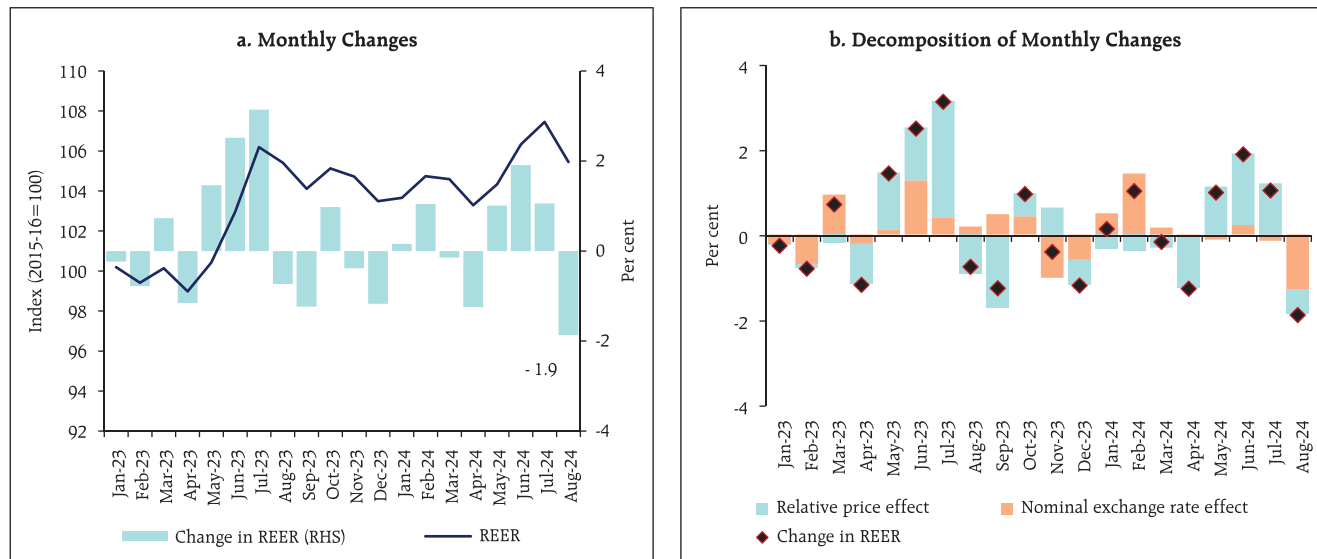 a. Monthly Changes
110
108
106
104
102
100
98
96
94
92
Index (2015-16=100)
4
2
0
-2
-4
Per cent
- 1.9
Jan-23
Feb-23
Mar-23
Apr-23
May-23
Jun-23
Jul-23
Aug-23
Sep-23
Oct-23
Nov-23
Dec-23
Jan-24
Feb-24
Mar-24
Apr-24
May-24
Jun-24
Jul-24
Aug-24
Change in REER (RHS) REER
b. Decomposition of Monthly Changes
4
2
0
-2
-4
Per cent
Jan-23
Feb-23
Mar-23
Apr-23
May-23
Jun-23
Jul-23
Aug-23
Sep-23
Oct-23
Nov-23
Dec-23
Jan-24
Feb-24
Mar-24
Apr-24
May-24
Jun-24
Jul-24
Aug-24
Relative price effect Nominal exchange rate effect
Change in REER